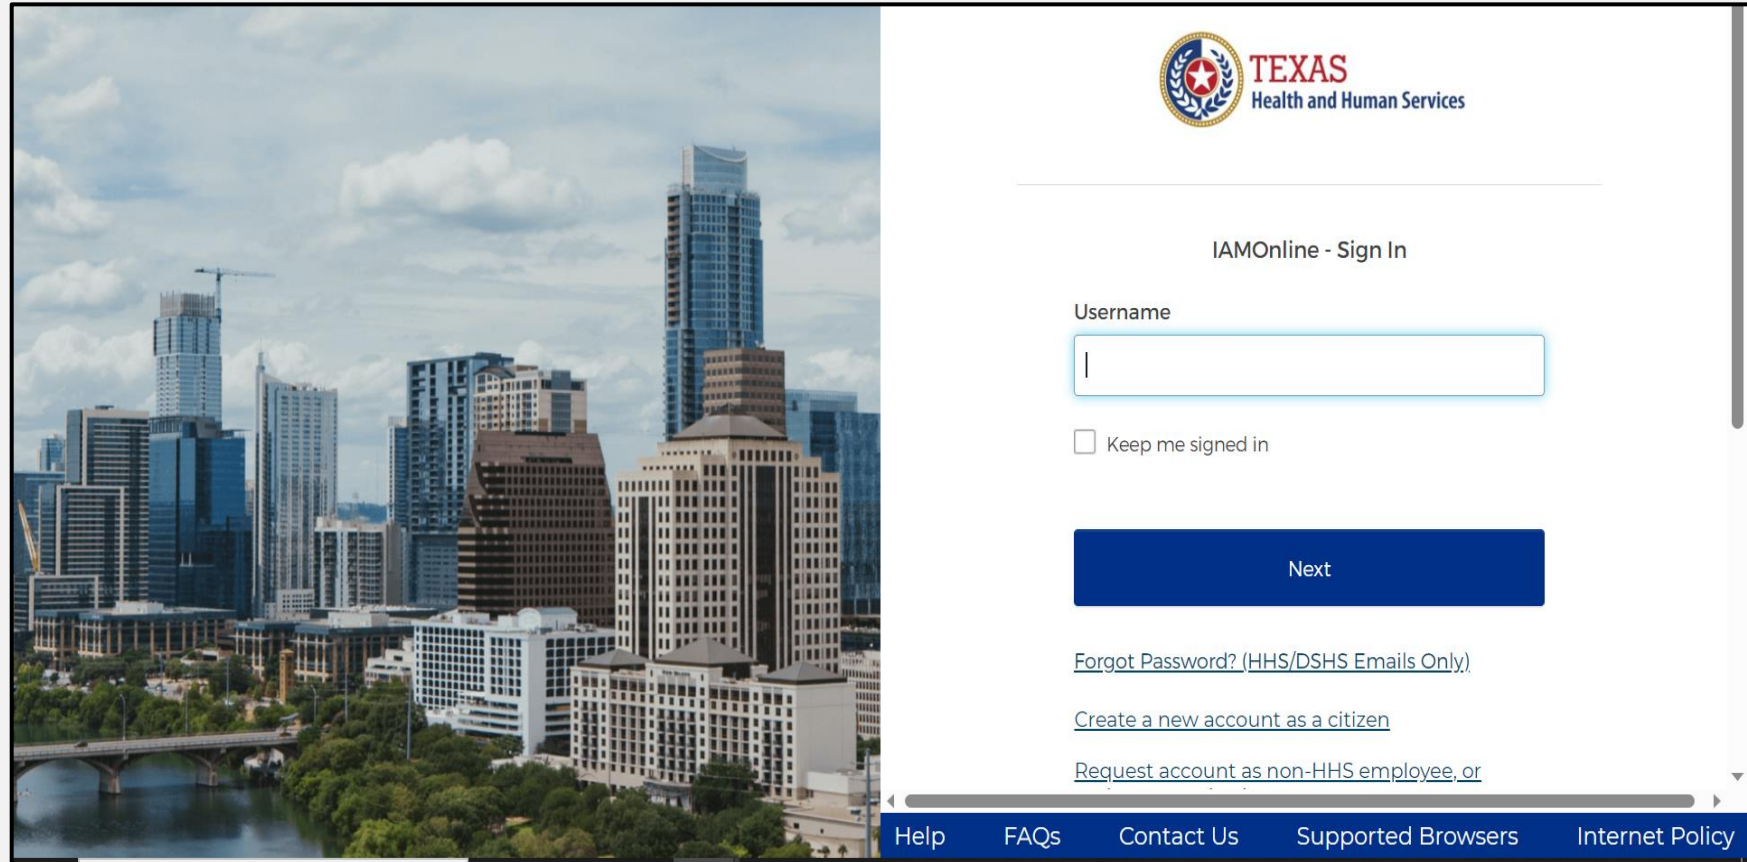 TEXAS
Health and Human Services
IAMOnline - Sign In
Username
Keep me signed in
Next
Forgot Password? (HHS/DSHS Emails Only)
Create a new account as a citizen
Request account as non-HHS employee, or
Help FAQs Contact Us Supported Browsers Internet Policy